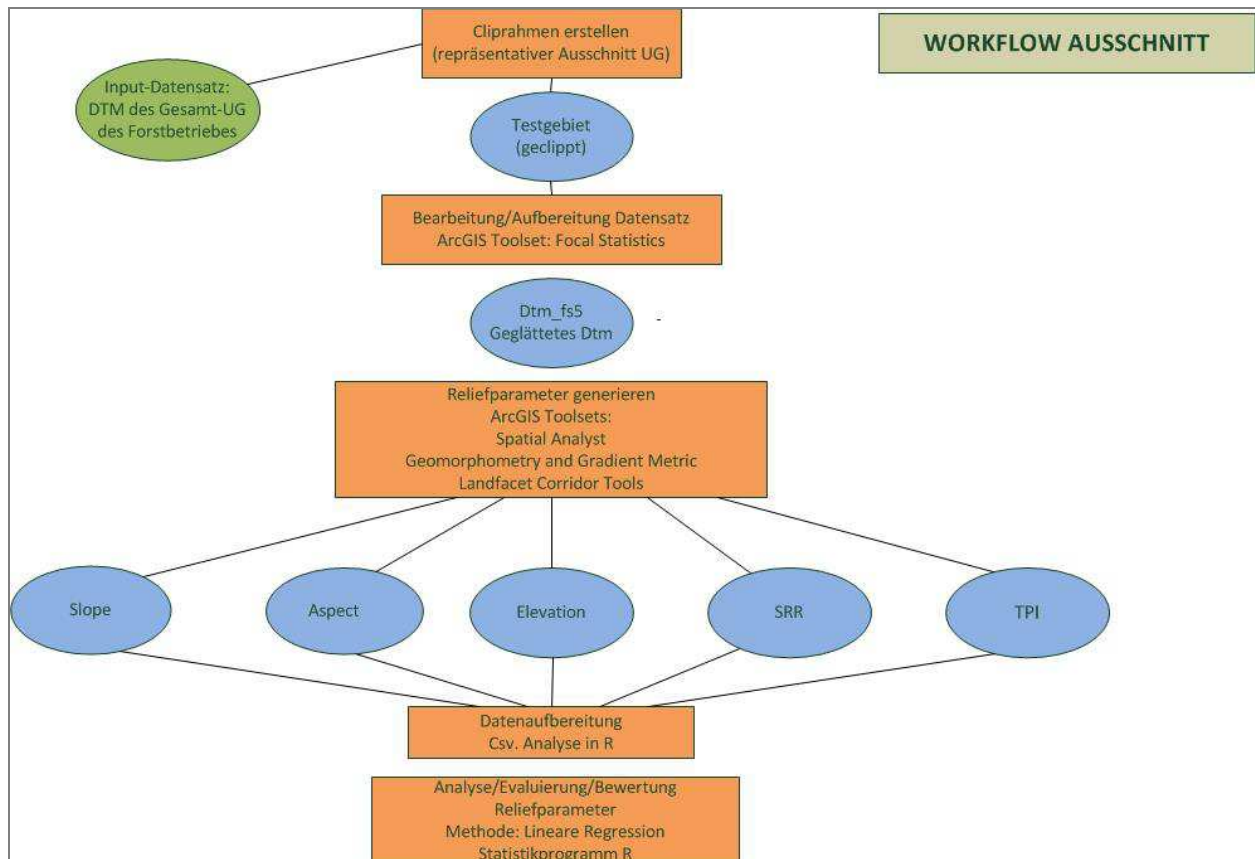 WORKFLOW AUSSCHNITT
Cliprahmen erstellen
(repräsentativer Ausschnitt UG)
Input-Datensatz:
DTM des Gesamt-UG
des Forstbetriebes
Testgebiet
(geclippt)
Bearbeitung/Aufbereitung Datensatz
ArcGIS Toolset: Focal Statistics
Dtm_fs5
Geglättetes Dtm
-
Reliefparameter generieren
ArcGIS Toolsets:
Spatial Analyst
Geomorphometry and Gradient Metric
Landfacet Corridor Tools
Slope
Aspect
Elevation
SRR
TPI
Datenaufbereitung
Csv. Analyse in R
Analyse/Evaluierung/Bewertung
Reliefparameter
Methode: Lineare Regression
Statistikprogramm R